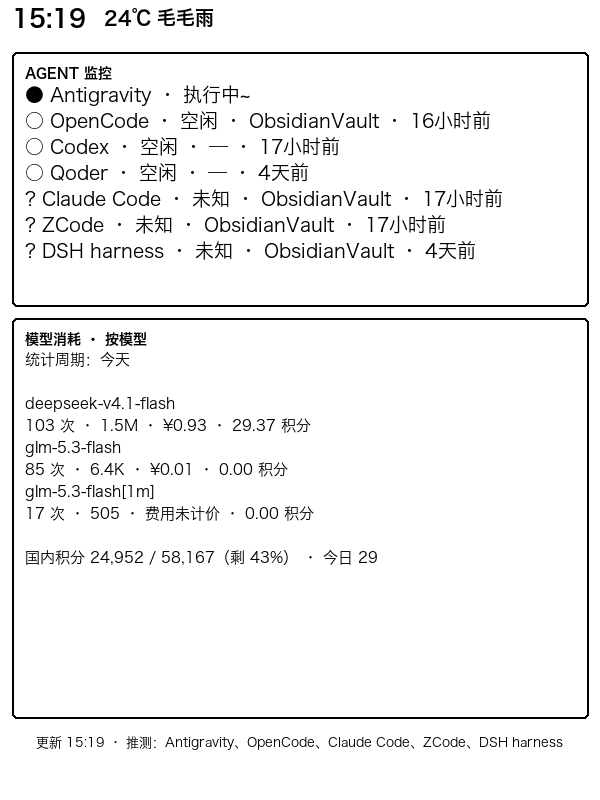 15:19 24℃ 毛毛雨
AGENT 监控
● Antigravity · 执行中~
○ OpenCode · 空闲 · ObsidianVault · 16小时前
○ Codex · 空闲 · — · 17小时前
○ Qoder · 空闲 · — · 4天前
? Claude Code · 未知 · ObsidianVault · 17小时前
? ZCode · 未知 · ObsidianVault · 17小时前
? DSH harness · 未知 · ObsidianVault · 4天前
模型消耗 · 按模型
统计周期：今天
deepseek-v4.1-flash
103 次 · 1.5M · ¥0.93 · 29.37 积分
glm-5.3-flash
85 次 · 6.4K · ¥0.01 · 0.00 积分
glm-5.3-flash[1m]
17 次 · 505 · 费用未计价 · 0.00 积分
国内积分 24,952 / 58,167（剩 43%） · 今日 29
更新 15:19 · 推测：Antigravity、OpenCode、Claude Code、ZCode、DSH harness